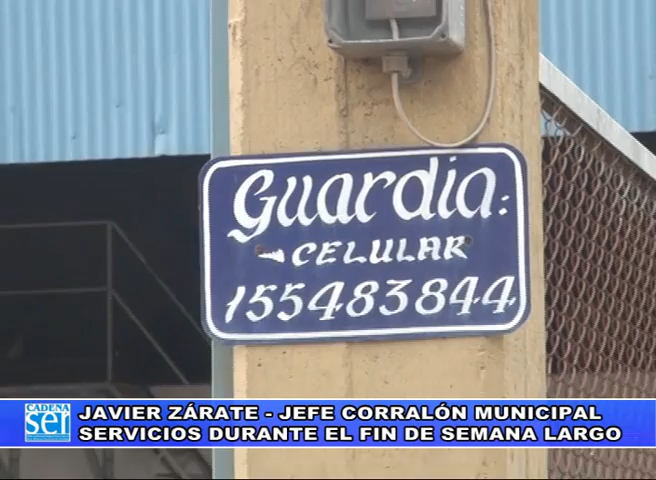 Guardia:
CELULAR
155483844
CADENA
ser
JAVIER ZÁRATE - JEFE CORRALÓN MUNICIPAL
SERVICIOS DURANTE EL FIN DE SEMANA LARGO